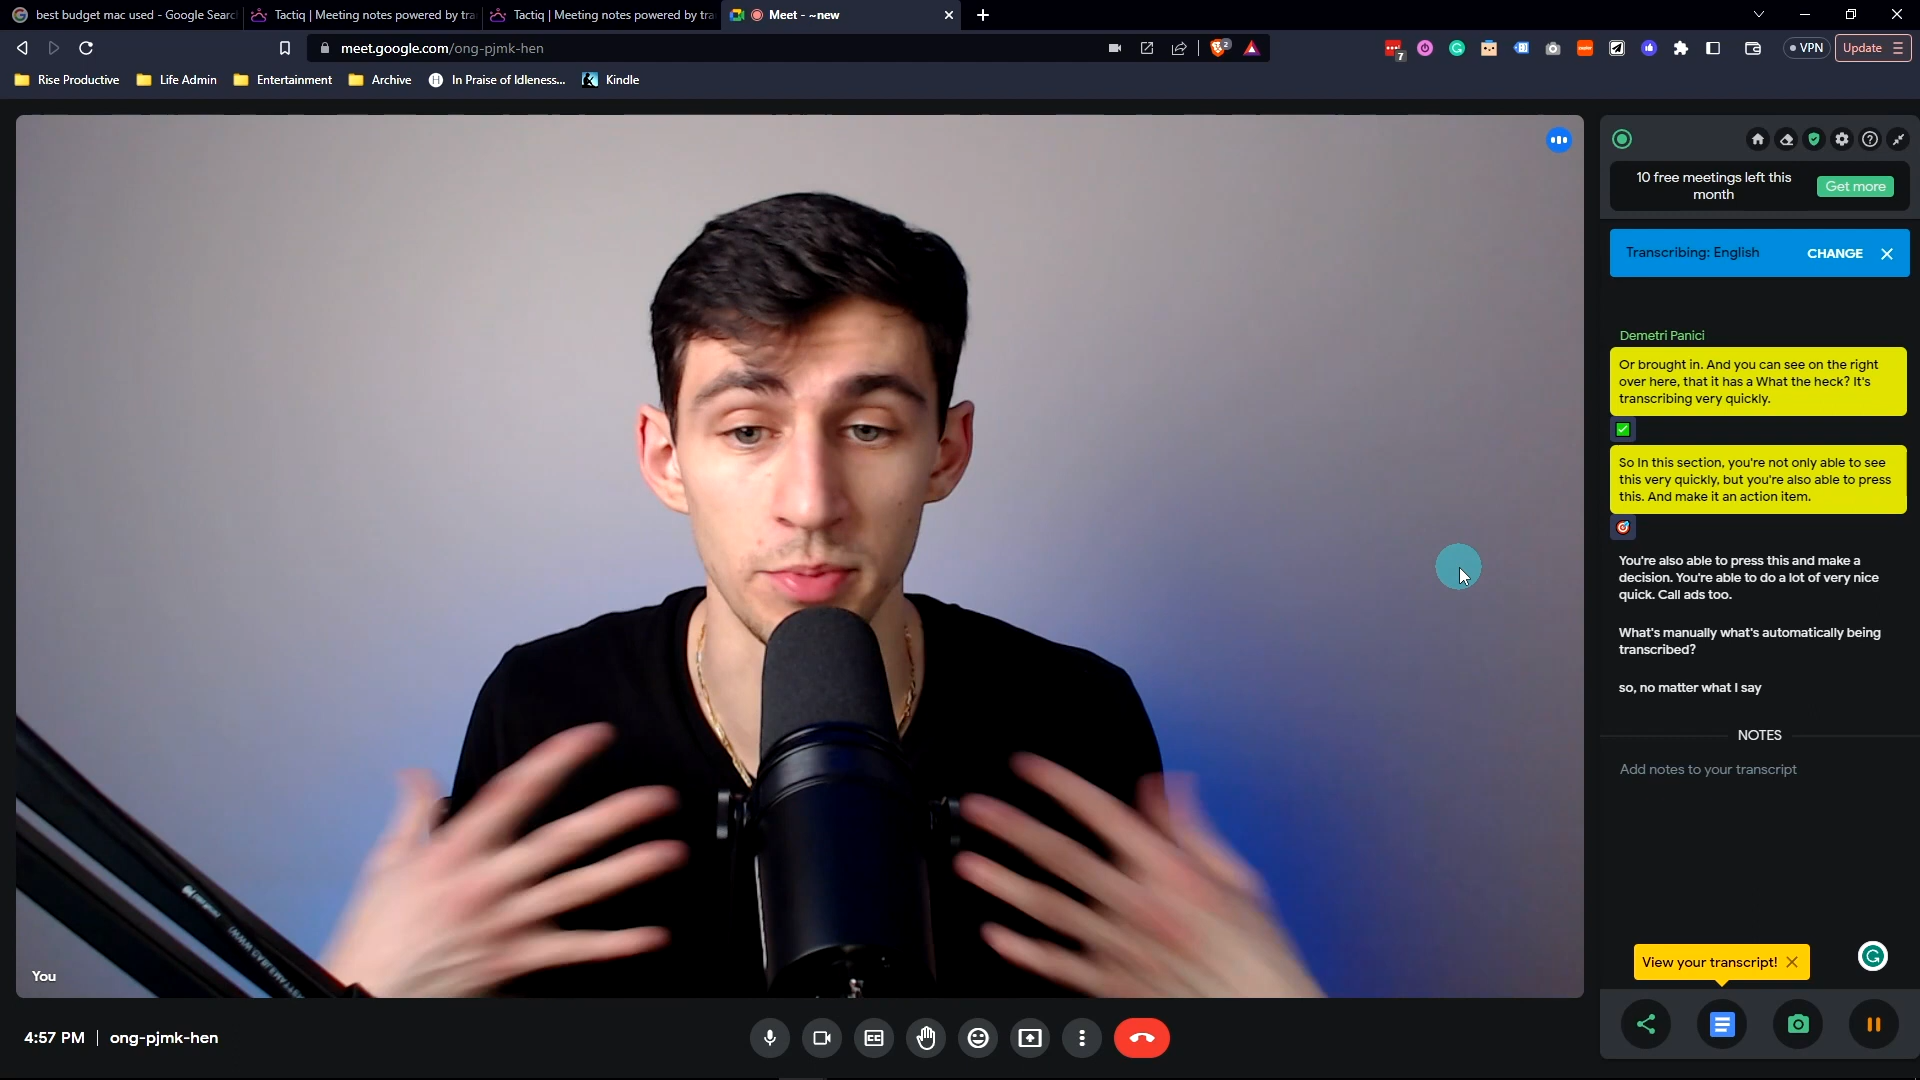 best budget mac used - Google Searc
Tactiq | Meeting notes powered by tra
Tactiq | Meeting notes powered by tra
Meet - ~new
meet.google.com/ong-pjmk-hen
2
7
VPN
Update
Rise Productive
Life Admin
Entertainment
Archive
In Praise of Idleness...
Kindle
10 free meetings left this
month
Get more
Transcribing: English
CHANGE
Demetri Panici
Or brought in. And you can see on the right
over here, that it has a What the heck? It's
transcribing very quickly.
So In this section, you're not only able to see
this very quickly, but you're also able to press
this. And make it an action item.
You're also able to press this and make a
decision. You're able to do a lot of very nice
quick. Call ads too.
What's manually what's automatically being
transcribed?
so, no matter what I say
NOTES
Add notes to your transcript
View your transcript!
You
4:57 PM | ong-pjmk-hen